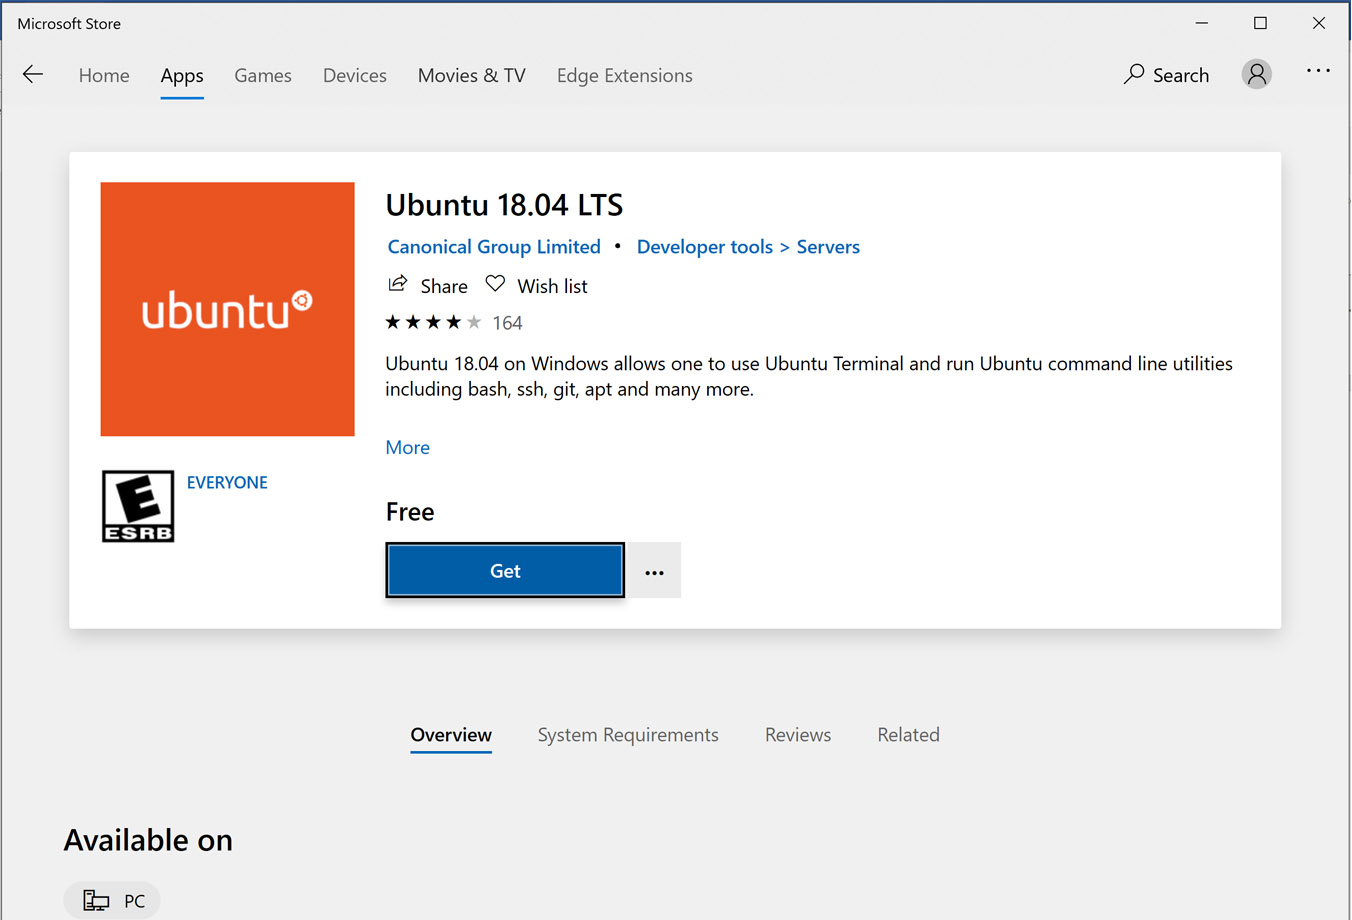 Microsoft Store
Home Apps Games Devices Movies & TV Edge Extensions Search
ubuntu
Ubuntu 18.04 LTS
Canonical Group Limited • Developer tools > Servers
Share Wish list
164
Ubuntu 18.04 on Windows allows one to use Ubuntu Terminal and run Ubuntu command line utilities
including bash, ssh, git, apt and many more.
More
E
ESRB
EVERYONE
Free
Get
Overview System Requirements Reviews Related
Available on
PC